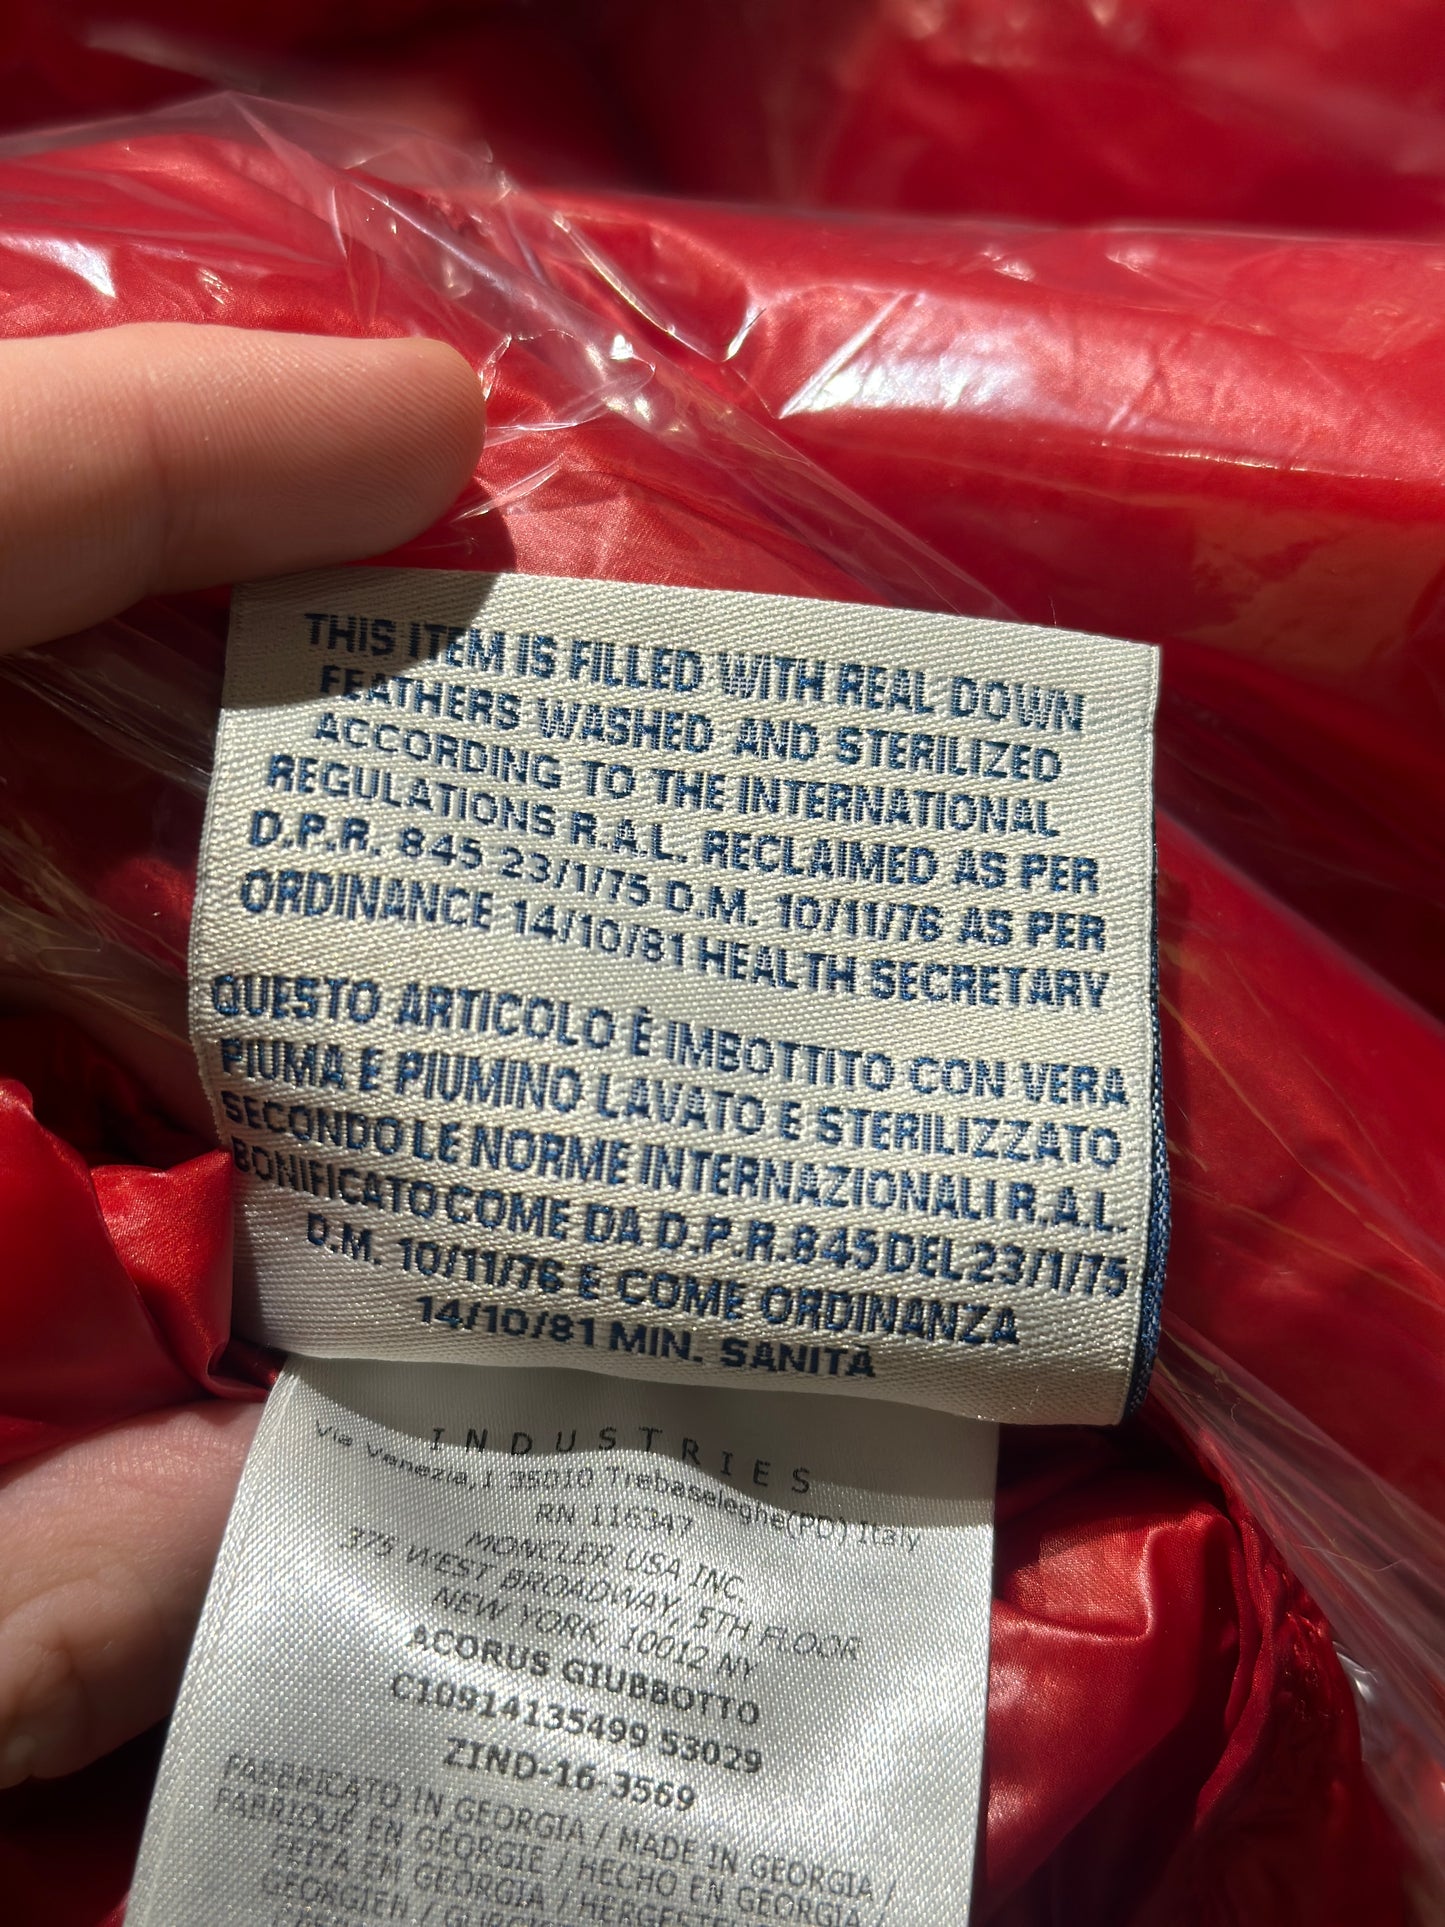 THIS ITEM IS FILLED WITH REAL DOWN
FEATHERS WASHED AND STERILIZED
ACCORDING TO THE INTERNATIONAL
REGULATIONS R.A.L. RECLAIMED AS PER
D.P.R. 845 23/1/75 D.M. 10/11/76 AS PER
ORDINANCE 14/10/81 HEALTH SECRETARY
QUESTO ARTICOLO È IMBOTTITO CON VERA
PIUMA E PIUMINO LAVATO E STERILIZZATO
SECONDO LE NORME INTERNAZIONALI R.A.L.
BONIFICATO COME DA D.P.R. 845 DEL 23/1/75
D.M. 10/11/76 E COME ORDINANZA
14/10/81 MIN. SANITÀ
INDUSTRIES
Via Venezia,1 35010 Trebaseleghe(PD) Italy
RN 116347
MONCLER USA INC.
375 WEST BROADWAY, 5TH FLOOR
NEW YORK, 10012 NY
ACORUS GIUBBOTTO
C10914135499 53029
ZIND-16-3569
FABBRICATO IN GEORGIA / MADE IN GEORGIA /
FABRIQUÉ EN GÉORGIE / HECHO EN GEORGIA
FEITA EM GEÓRGIA /
GEORGIEN /